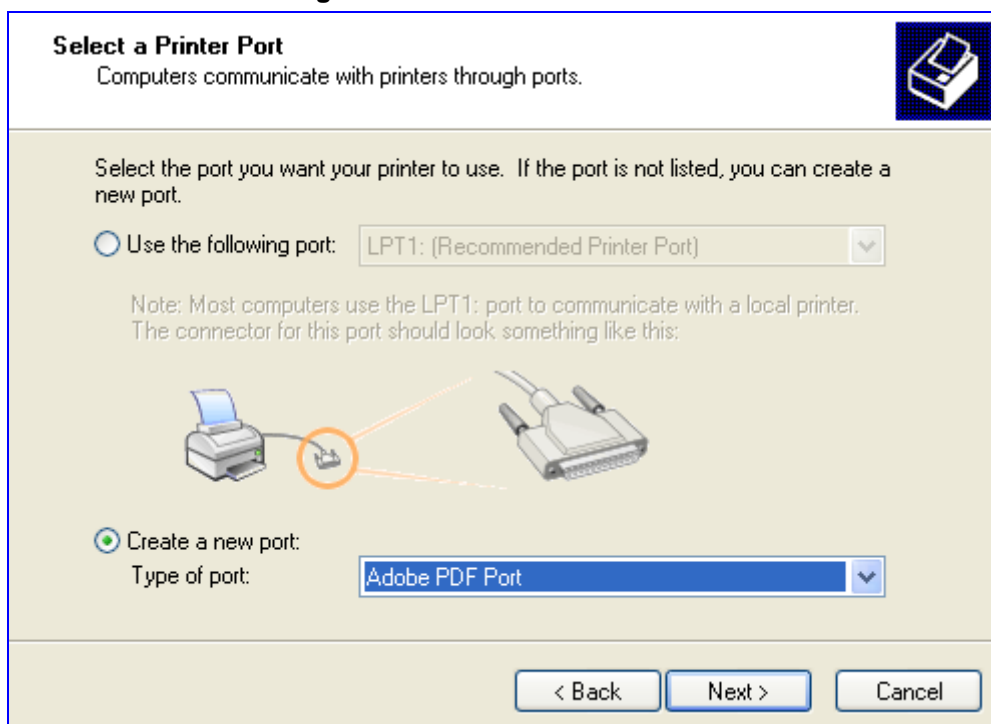 Select a Printer Port
Computers communicate with printers through ports.
Select the port you want your printer to use. If the port is not listed, you can create a
new port.
Use the following port: LPT1: (Recommended Printer Port)
Note: Most computers use the LPT1: port to communicate with a local printer.
The connector for this port should look something like this:
Create a new port:
Type of port: Adobe PDF Port
< Back Next > Cancel